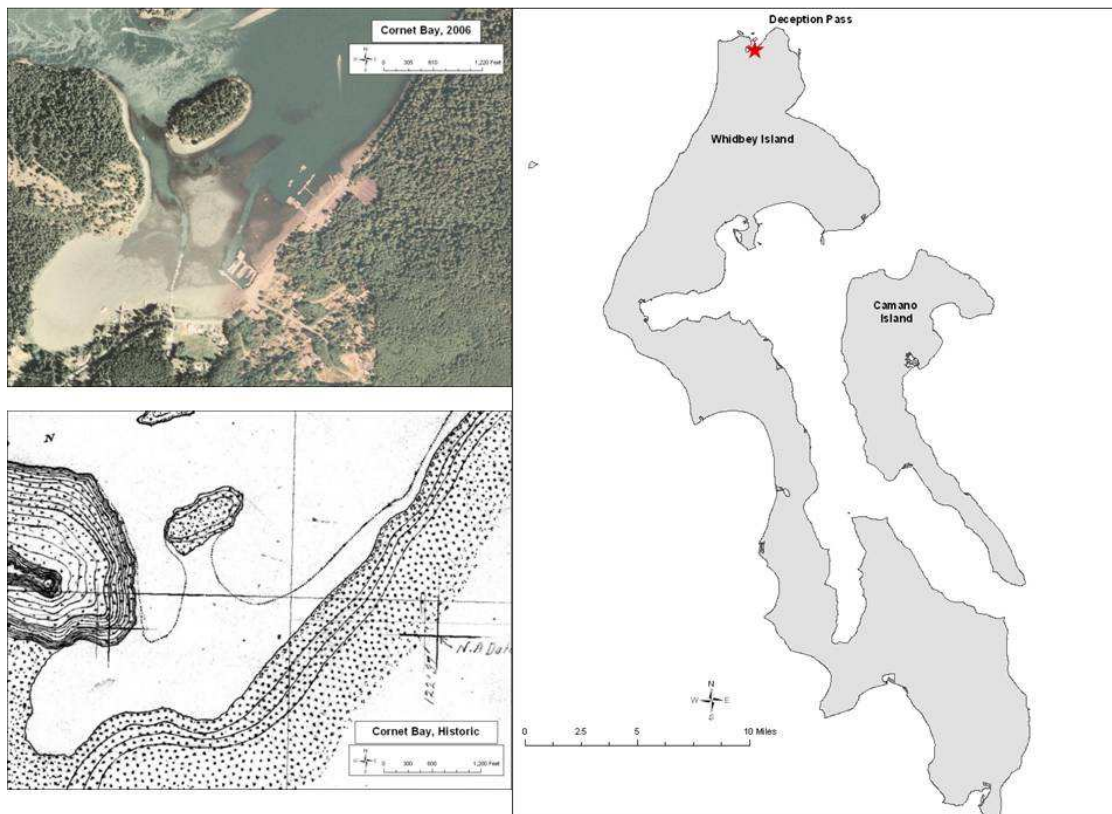 Cornet Bay, 2006
N
0 305 610 1,220 Feet
N
N.A. Dat
Cornet Bay, Historic
N
0 300 600 1,200 Feet
Deception Pass
Whidbey Island
Camano
Island
N
W E
S
0 2.5 5 10 Miles